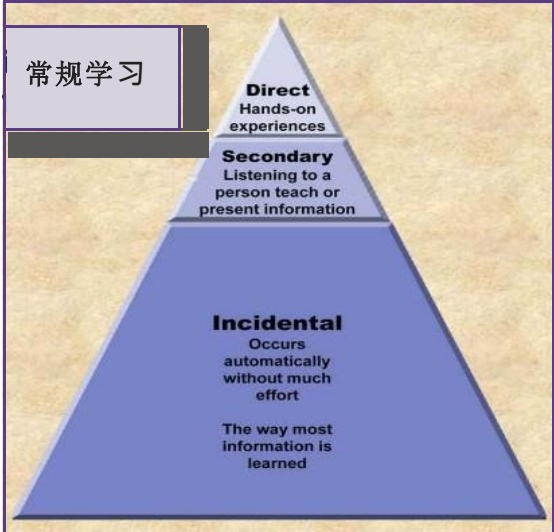 常规学习
Direct
Hands-on
experiences
Secondary
Listening to a
person teach or
present information
Incidental
Occurs
automatically
without much
effort
The way most
information is
learned